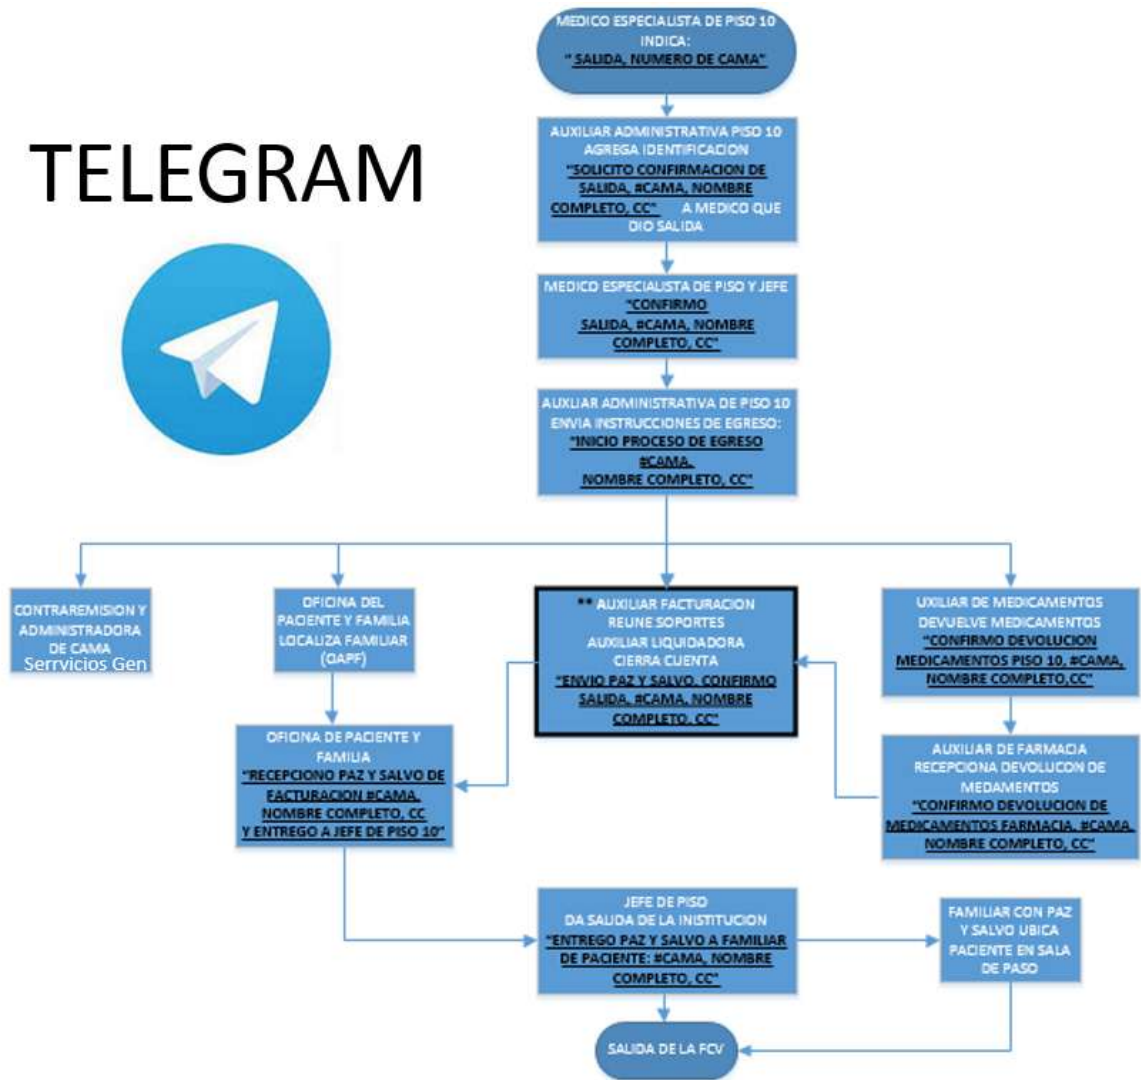 MEDICO ESPECIALISTA DE PISO 10
INDICA:
" SALIDA, NUMERO DE CAMA"
TELEGRAM
AUXILIAR ADMINISTRATIVA PISO 10
AGREGA IDENTIFICACION
"SOLICITO CONFIRMACION DE
SALIDA, #CAMA, NOMBRE
COMPLETO, CC" A MEDICO QUE
DIO SALIDA
MEDICO ESPECIALISTA DE PISO Y JEFE
"CONFIRMO
SALIDA, #CAMA, NOMBRE
COMPLETO, CC"
AUXLIAR ADMINISTRATIVA DE PISO 10
ENVIA INSTRUCCIONES DE EGRESO:
"INICIO PROCESO DE EGRESO
#CAMA.
NOMBRE COMPLETO, CC"
CONTRAREMISION Y
ADMINISTRADORA
DE CAMA
Serrvicios Gen
OFICINA DEL
PACIENTE Y FAMILIA
LOCALIZA FAMILIAR
(OAPF)
** AUXILIAR FACTURACION
REUNE SOPORTES
AUXILIAR LIQUIDADORA
CIERRA CUENTA
"ENVIO PAZ Y SALVO. CONFIRMO
SALIDA, #CAMA, NOMBRE
COMPLETO, CC"
UXILIAR DE MEDICAMENTOS
DEVUELVE MEDICAMENTOS
"CONFIRMO DEVOLUCION
MEDICAMENTOS PISO 10, #CAMA,
NOMBRE COMPLETO,CC"
OFICINA DE PACIENTE Y
FAMILIA
"RECEPCIONO PAZ Y SALVO DE
FACTURACION #CAMA.
NOMBRE COMPLETO, CC
Y ENTREGO A JEFE DE PISO 10"
AUXILIAR DE FARMACIA
RECEPCIONA DEVOLUCON DE
MEDAMENTOS
"CONFIRMO DEVOLUCION DE
MEDICAMENTOS FARMACIA. #CAMA.
NOMBRE COMPLETO, CC"
JEFE DE PISO
DA SALIDA DE LA INISTITUCION
"ENTREGO PAZ Y SALVO A FAMILIAR
DE PACIENTE: #CAMA, NOMBRE
COMPLETO, CC"
FAMILIAR CON PAZ
Y SALVO UBICA
PACIENTE EN SALA
DE PASO
SALIDA DE LA FCV